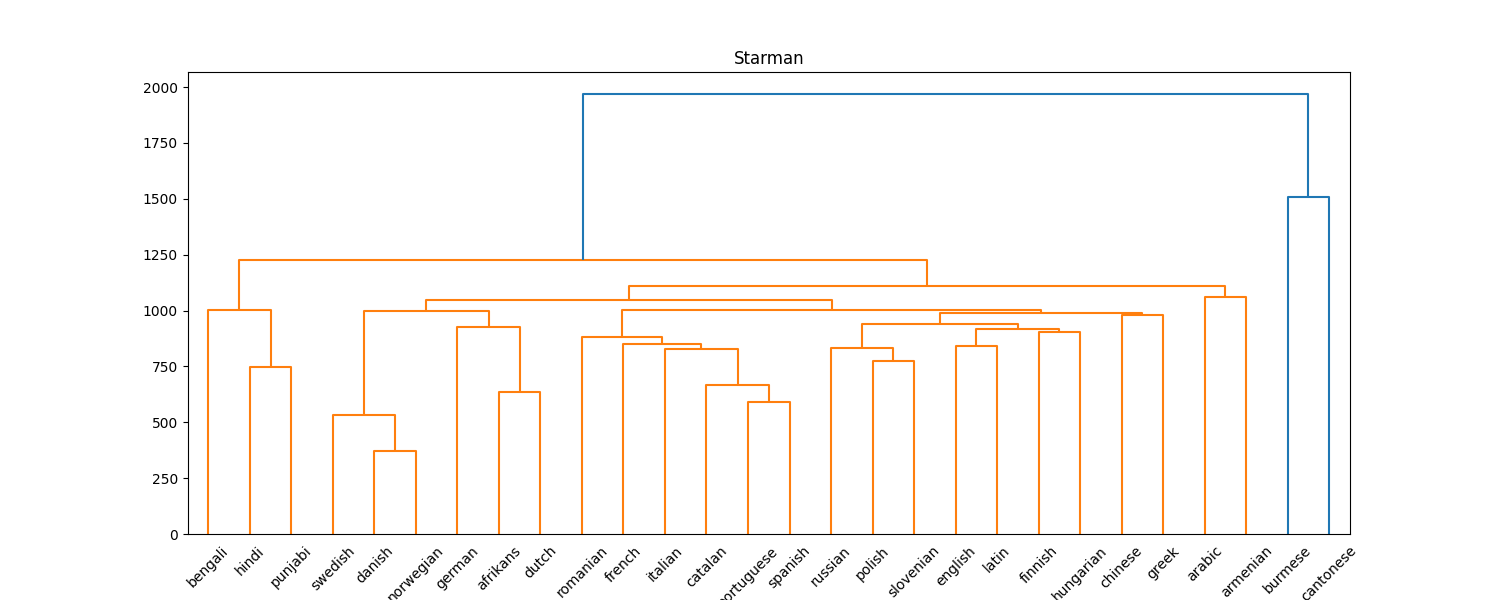 Starman
2000
1750
1500
1250
1000
750
500
250
0
bengali
hindi
punjabi
swedish
danish
norwegian
german
afrikans
dutch
romanian
french
italian
catalan
ortuguese
spanish
russian
polish
slovenian
english
latin
finnish
hungarian
chinese
greek
arabic
armenian
burmese
cantonese